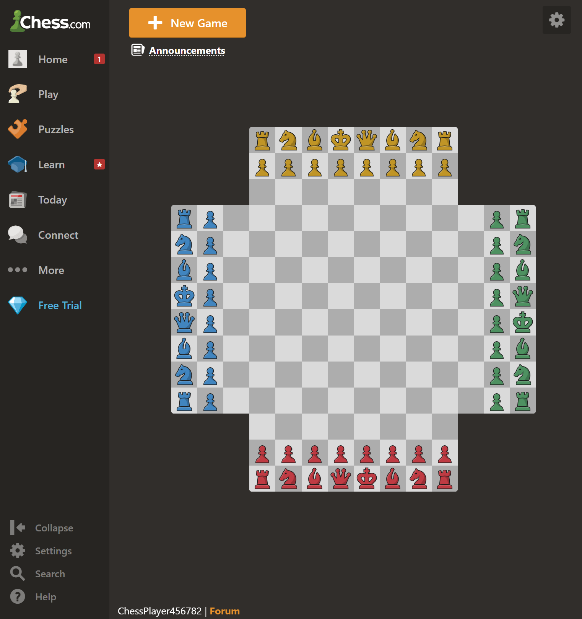 Chess.com
New Game
Announcements
Home
1
Play
Puzzles
Learn
Today
Connect
More
Free Trial
Collapse
Settings
Search
Help
ChessPlayer456782 | Forum